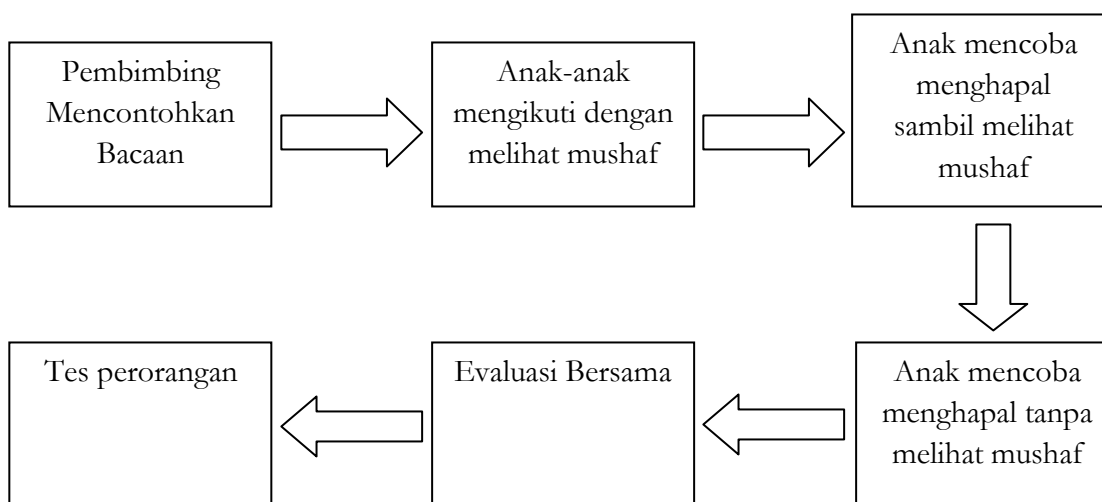 Pembimbing
Mencontohkan
Bacaan
Anak-anak
mengikuti dengan
melihat mushaf
Anak mencoba
menghapal
sambil melihat
mushaf
Anak mencoba
menghapal tanpa
melihat mushaf
Evaluasi Bersama
Tes perorangan